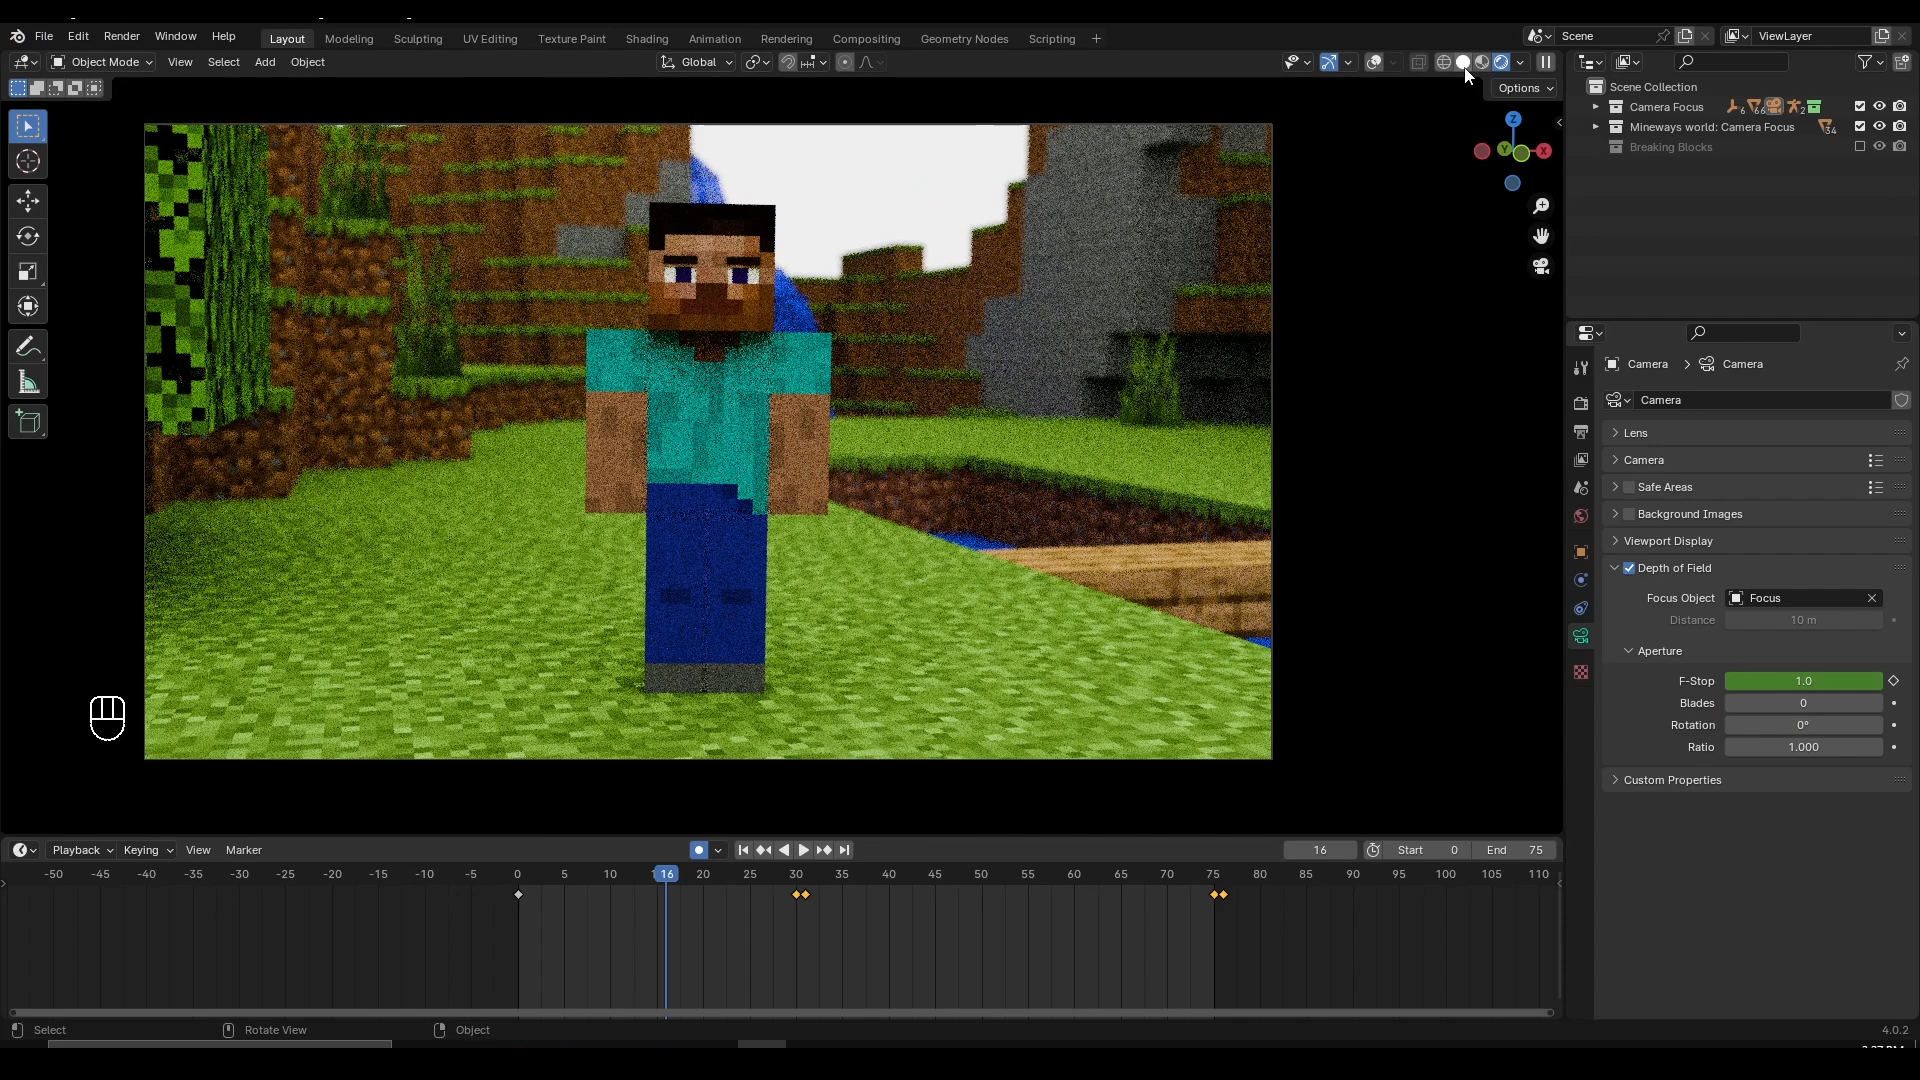 File Edit Render Window Help Layout Modeling Sculpting UV Editing Texture Paint Shading Animation Rendering Compositing Geometry Nodes Scripting + Scene ViewLayer
Object Mode View Select Add Object Global
Options
Scene Collection
Camera Focus 6 66 2
Mineways world: Camera Focus 34
Breaking Blocks
Z
Y X
Camera > Camera
Camera
Lens
Camera
Safe Areas
Background Images
Viewport Display
Depth of Field
Focus Object Focus
Distance 10 m
Aperture
F-Stop 1.0
Blades 0
Rotation 0°
Ratio 1.000
Custom Properties
Playback Keying View Marker 16 Start 0 End 75
-50 -45 -40 -35 -30 -25 -20 -15 -10 -5 0 5 10 16 20 25 30 35 40 45 50 55 60 65 70 75 80 85 90 95 100 105 110
Select Rotate View Object 4.0.2